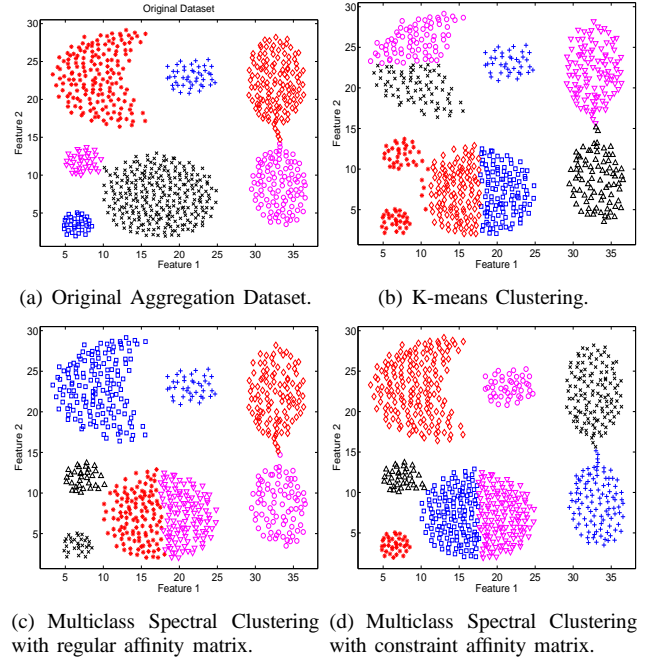 Original Dataset
30
25
20
15
10
5
Feature 2
5 10 15 20 25 30 35
Feature 1
(a) Original Aggregation Dataset.
30
25
20
15
10
5
Feature 2
5 10 15 20 25 30 35
Feature 1
(b) K-means Clustering.
30
25
20
15
10
5
Feature 2
5 10 15 20 25 30 35
Feature 1
(c) Multiclass Spectral Clustering
with regular affinity matrix.
30
25
20
15
10
5
Feature 2
5 10 15 20 25 30 35
Feature 1
(d) Multiclass Spectral Clustering
with constraint affinity matrix.